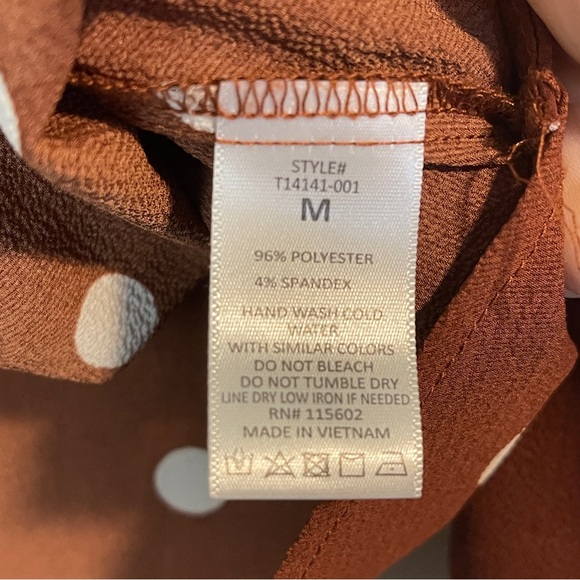 STYLE#
T14141-001
M
96% POLYESTER
4% SPANDEX
HAND WASH COLD
WATER
WITH SIMILAR COLORS
DO NOT BLEACH
DO NOT TUMBLE DRY
LINE DRY LOW IRON IF NEEDED
RN# 115602
MADE IN VIETNAM